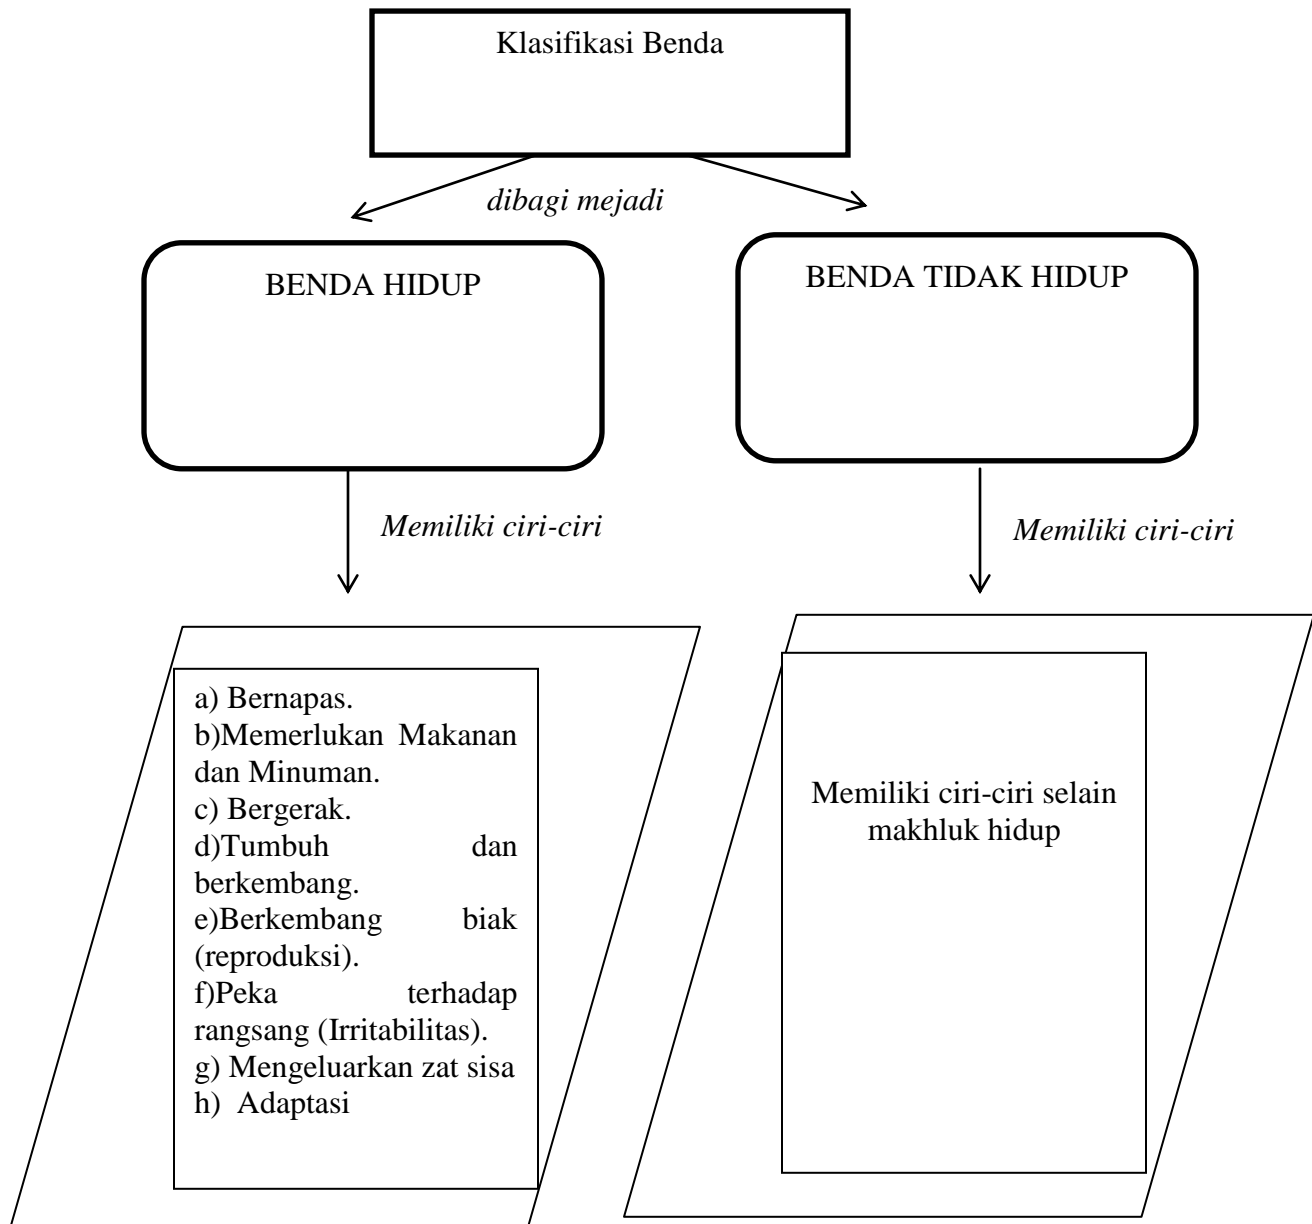 Klasifikasi Benda
dibagi mejadi
BENDA HIDUP
BENDA TIDAK HIDUP
Memiliki ciri-ciri
Memiliki ciri-ciri
a) Bernapas.
b)Memerlukan Makanan
dan Minuman.
c) Bergerak.
d)Tumbuh dan
berkembang.
e)Berkembang biak
(reproduksi).
f)Peka terhadap
rangsang (Irritabilitas).
g) Mengeluarkan zat sisa
h) Adaptasi
Memiliki ciri-ciri selain
makhluk hidup